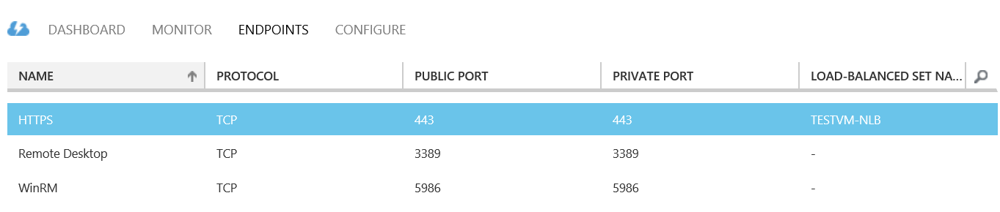 DASHBOARD MONITOR ENDPOINTS CONFIGURE
NAME PROTOCOL PUBLIC PORT PRIVATE PORT LOAD-BALANCED SET NA...
HTTPS TCP 443 443 TESTVM-NLB
Remote Desktop TCP 3389 3389 -
WinRM TCP 5986 5986 -